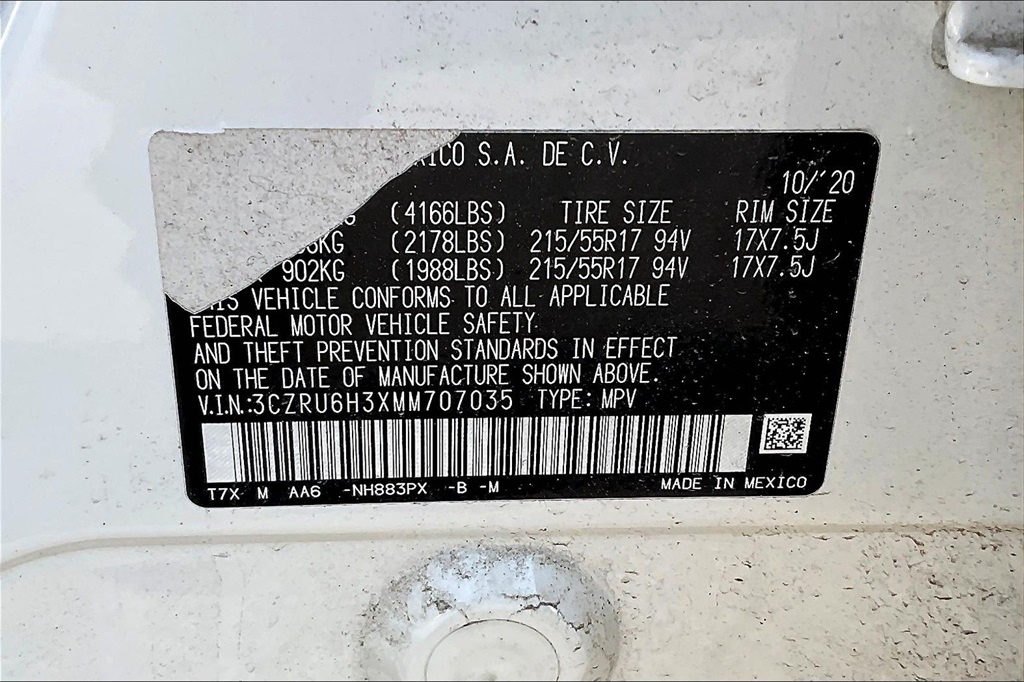 S.A. DE C.V.
10/'20
(4166LBS) TIRE SIZE RIM SIZE
(2178LBS) 215/55R17 94V 17X7.5J
902KG (1988LBS) 215/55R17 94V 17X7.5J
VEHICLE CONFORMS TO ALL APPLICABLE
FEDERAL MOTOR VEHICLE SAFETY
AND THEFT PREVENTION STANDARDS IN EFFECT
ON THE DATE OF MANUFACTURE SHOWN ABOVE.
V.I.N.:3CZRU6H3XMM707035 TYPE: MPV
T7X M AA6 -NH883PX -B -M MADE IN MEXICO